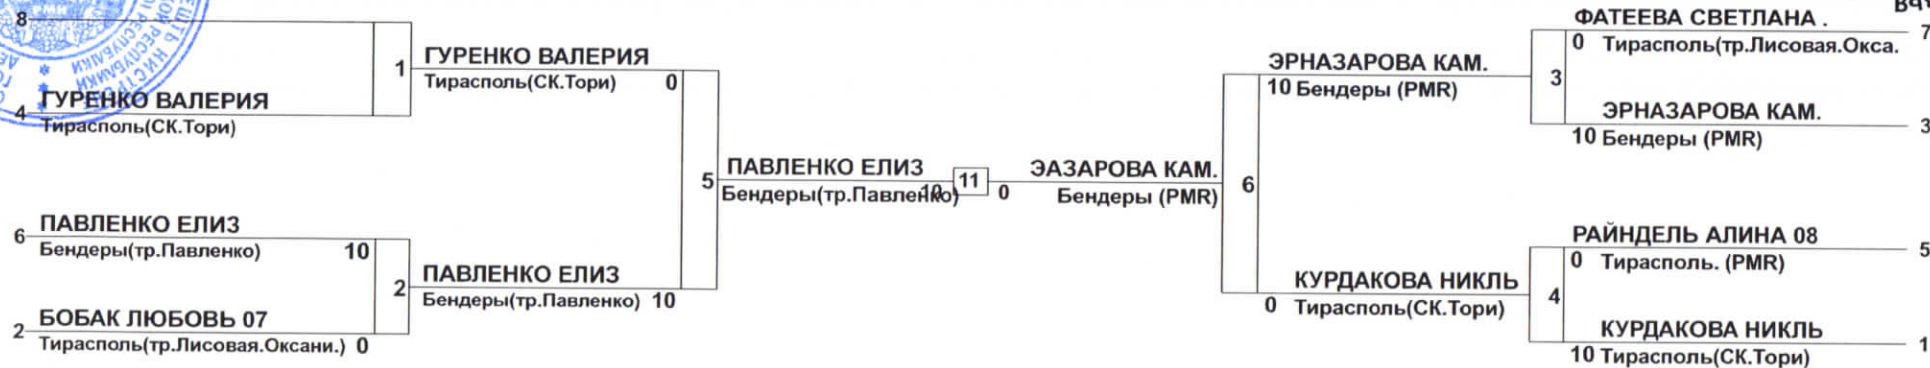 8
4 ГУРЕНКО ВАЛЕРИЯ
Тирасполь(СК.Тори)
1 ГУРЕНКО ВАЛЕРИЯ
Тирасполь(СК.Тори) 0
6 ПАВЛЕНКО ЕЛИЗ
Бендеры(тр.Павленко) 10
2 БОБАК ЛЮБОВЬ 07
Тирасполь(тр.Лисовая.Оксани.) 0
2 ПАВЛЕНКО ЕЛИЗ
Бендеры(тр.Павленко) 10
5 ПАВЛЕНКО ЕЛИЗ
Бендеры(тр.Павленко) 10
11
ЭАЗАРОВА КАМ.
0 Бендеры (PMR)
6
ЭРНАЗАРОВА КАМ.
10 Бендеры (PMR)
КУРДАКОВА НИКЛЬ
0 Тирасполь(СК.Тори)
3
ФАТЕЕВА СВЕТЛАНА . 7
0 Тирасполь(тр.Лисовая.Окса.
ЭРНАЗАРОВА КАМ. 3
10 Бендеры (PMR)
4
РАЙНДЕЛЬ АЛИНА 08 5
0 Тирасполь. (PMR)
КУРДАКОВА НИКЛЬ 1
10 Тирасполь(СК.Тори)